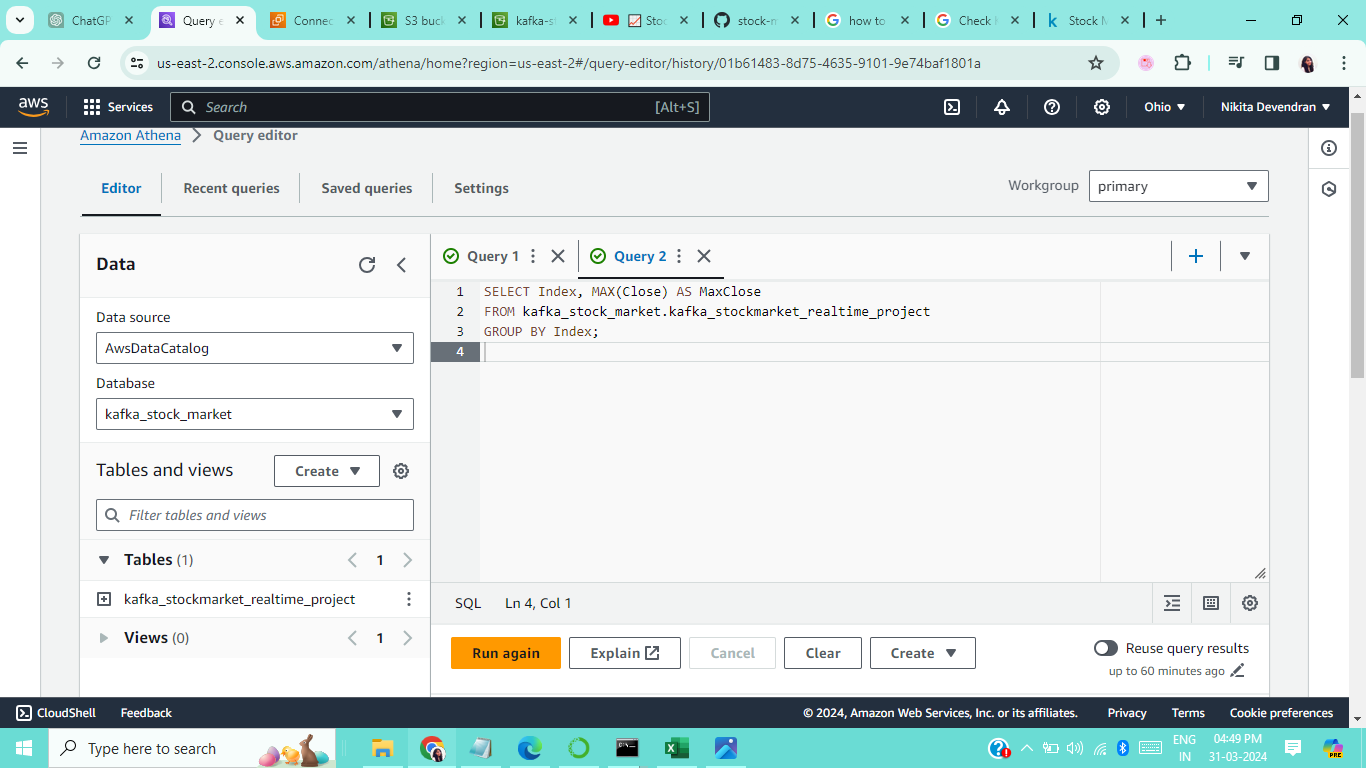 ChatGP
Query e
Connec
S3 buck
kafka-st
Stoc
stock-m
how to
Check
Stock M
us-east-2.console.aws.amazon.com/athena/home?region=us-east-2#/query-editor/history/01b61483-8d75-4635-9101-9e74baf1801a
aws
Services
Search
[Alt+S]
Ohio
Nikita Devendran
Amazon Athena
Query editor
Editor
Recent queries
Saved queries
Settings
Workgroup
primary
Data
Data source
AwsDataCatalog
Database
kafka_stock_market
Tables and views
Create
Filter tables and views
Tables (1)
1
kafka_stockmarket_realtime_project
Views (0)
1
Query 1
Query 2
1 SELECT Index, MAX(Close) AS MaxClose
2 FROM kafka_stock_market.kafka_stockmarket_realtime_project
3 GROUP BY Index;
4
SQL
Ln 4, Col 1
Run again
Explain
Cancel
Clear
Create
Reuse query results
up to 60 minutes ago
CloudShell
Feedback
© 2024, Amazon Web Services, Inc. or its affiliates.
Privacy
Terms
Cookie preferences
Type here to search
ENG
IN
04:49 PM
31-03-2024
PRE